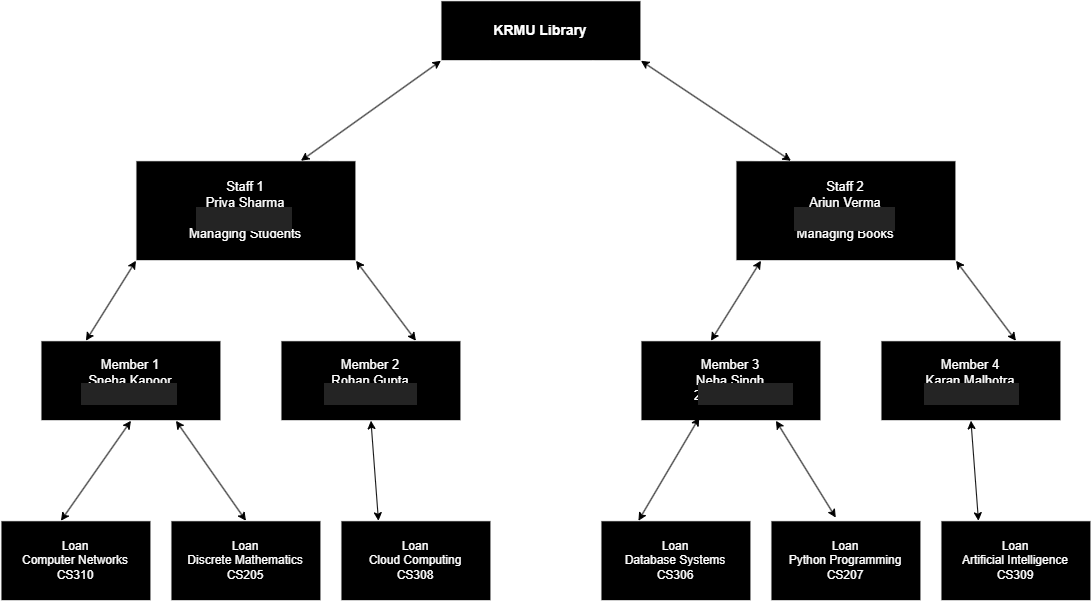 KRMU Library
Staff 1
Priya Sharma
Managing Students
Staff 2
Arjun Verma
Managing Books
Member 1
Sneha Kapoor
Member 2
Rohan Gupta
Member 3
Neha Singh
2
Member 4
Karan Malhotra
Loan
Computer Networks
CS310
Loan
Discrete Mathematics
CS205
Loan
Cloud Computing
CS308
Loan
Database Systems
CS306
Loan
Python Programming
CS207
Loan
Artificial Intelligence
CS309